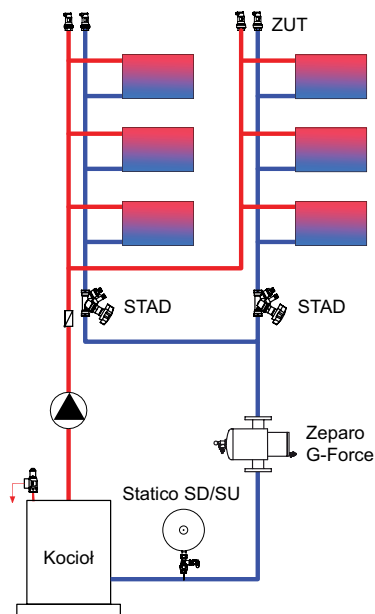 ZUT
STAD
STAD
Zeparo
G-Force
Statico SD/SU
Kocioł